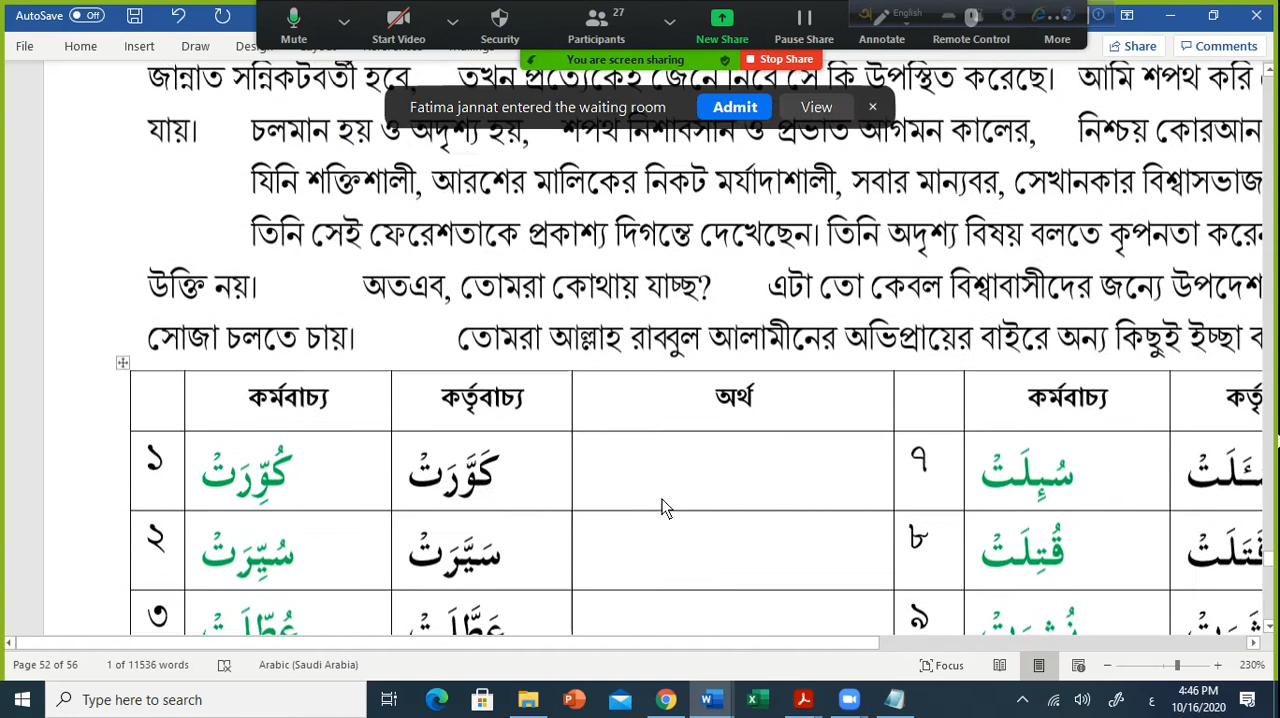 AutoSave Off
English
27
Mute Start Video Security Participants New Share Pause Share Annotate Remote Control More
File Home Insert Draw
Share Comments
You are screen sharing Stop Share
জান্নাত সন্নিকটবর্তী হবে, তখন প্রত্যেকেই জেনে নিবে সে কি উপস্থিত করেছে। আমি শপথ করি
Fatima jannat entered the waiting room Admit View
যায়। চলমান হয় ও অদৃশ্য হয়, শপথ নিশাবসান ও প্রভাত আগমন কালের, নিশ্চয় কোরআন
যিনি শক্তিশালী, আরশের মালিকের নিকট মর্যাদাশালী, সবার মান্যবর, সেখানকার
তিনি সেই ফেরেশতাকে প্রকাশ্য দিগন্তে দেখেছেন। তিনি অদৃশ্য বিষয় বলতে কৃপনতা
উক্তি নয়। অতএব, তোমরা কোথায় যাচ্ছ? এটা তো কেবল বিশ্বাবাসীদের জন্যে
সোজা চলতে চায়। তোমরা আল্লাহ রাব্বুল আলামীনের অভিপ্রায়ের বাইরে অন্য কিছুই ইচ্ছা
কর্মবাচ্য কর্তৃবাচ্য অর্থ কর্মবাচ্য
১ كُوِّرَتْ كَوَّرَتْ ৭ سُئِلَتْ
২ سُيِّرَتْ سَيَّرَتْ ৮ قُتِلَتْ
৩ عُطِّلَتْ عَطَّلَتْ ৯
Page 52 of 56 1 of 11536 words Arabic (Saudi Arabia) Focus 230%
Type here to search
4:46 PM
10/16/2020